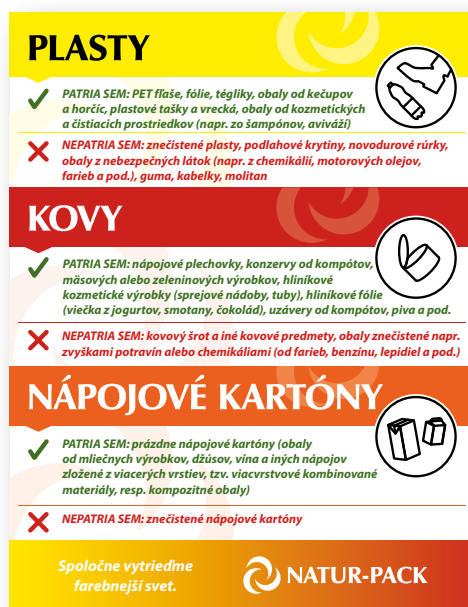 PLASTY
PATRIA SEM: PET fľaše, fólie, tégliky, obaly od kečupov
a horčíc, plastové tašky a vrecká, obaly od kozmetických
a čistiacich prostriedkov (napr. zo šampónov, aviváží)
NEPATRIA SEM: znečistené plasty, podlahové krytiny, novodurové rúrky,
obaly z nebezpečných látok (napr. z chemikálií, motorových olejov,
farieb a pod.), guma, kabelky, molitan
KOVY
PATRIA SEM: nápojové plechovky, konzervy od kompótov,
mäsových alebo zeleninových výrobkov, hliníkové
kozmetické výrobky (sprejové nádoby, tuby), hliníkové fólie
(viečka z jogurtov, smotany, čokolád), uzávery od kompótov, piva a pod.
NEPATRIA SEM: kovový šrot a iné kovové predmety, obaly znečistené napr.
zvyškami potravín alebo chemikáliami (od farieb, benzínu, lepidiel a pod.)
NÁPOJOVÉ KARTÓNY
PATRIA SEM: prázdne nápojové kartóny (obaly
od mliečnych výrobkov, džúsov, vína a iných nápojov
zložené z viacerých vrstiev, tzv. viacvrstvové kombinované
materiály, resp. kompozitné obaly)
NEPATRIA SEM: znečistené nápojové kartóny
Spoločne vytrieďme
farebnejší svet.
NATUR-PACK